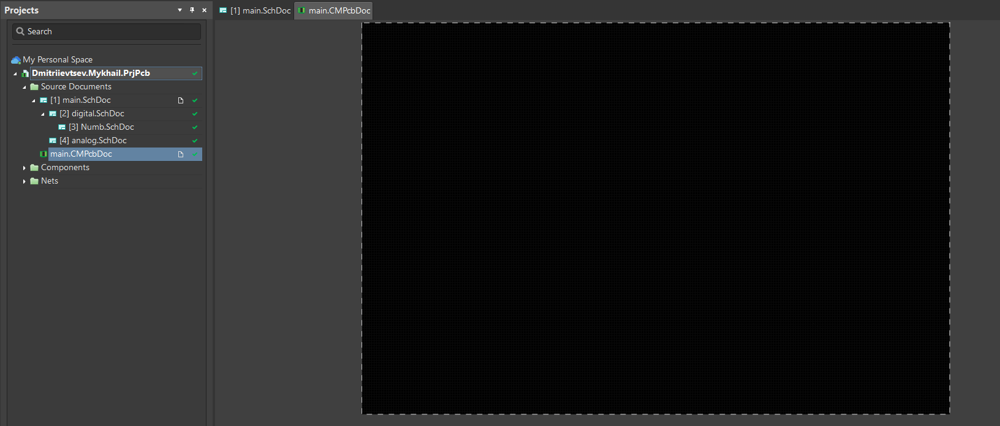 Projects
[1] main.SchDoc
main.CMPcbDoc
Search
My Personal Space
Dmitriievtsev.Mykhail.PrjPcb
Source Documents
[1] main.SchDoc
[2] digital.SchDoc
[3] Numb.SchDoc
[4] analog.SchDoc
main.CMPcbDoc
Components
Nets